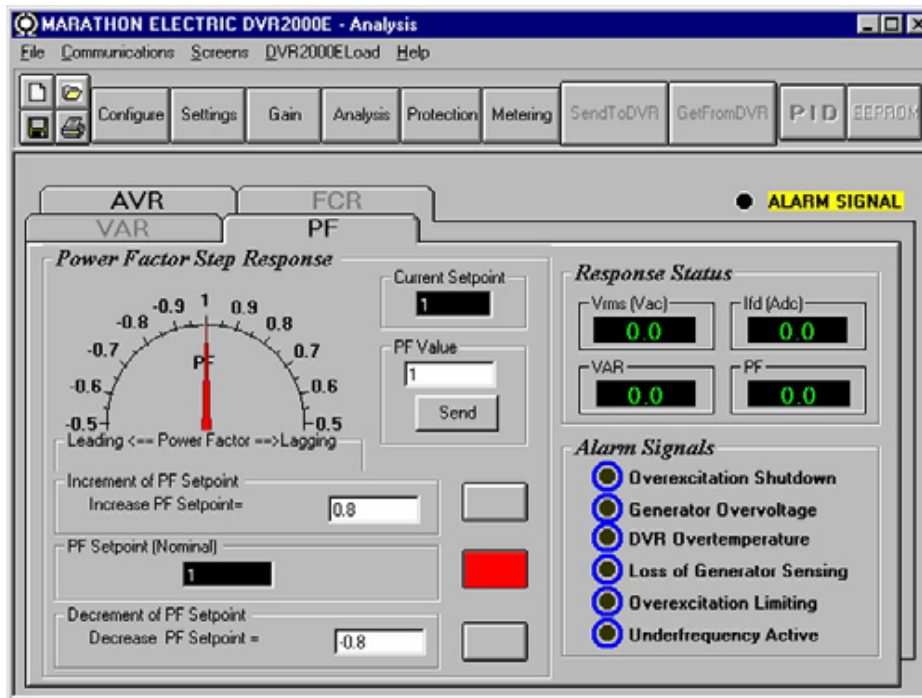 MARATHON ELECTRIC DVR2000E - Analysis
File Communications Screens DVR2000ELoad Help
Configure Settings Gain Analysis Protection Metering SendToDVR GetFromDVR PID EEPROM
AVR FCR
ALARM SIGNAL
VAR PF
Power Factor Step Response
-0.5 -0.6 -0.7 -0.8 -0.9 1 0.9 0.8 0.7 0.6 0.5
PF
Leading <== Power Factor ==>Lagging
Current Setpoint
1
PF Value
1
Send
Increment of PF Setpoint
Increase PF Setpoint= 0.8
PF Setpoint (Nominal)
1
Decrement of PF Setpoint
Decrease PF Setpoint = -0.8
Response Status
Vrms (Vac) Ifd (Adc)
0.0 0.0
VAR PF
0.0 0.0
Alarm Signals
Overexcitation Shutdown
Generator Overvoltage
DVR Overtemperature
Loss of Generator Sensing
Overexcitation Limiting
Underfrequency Active